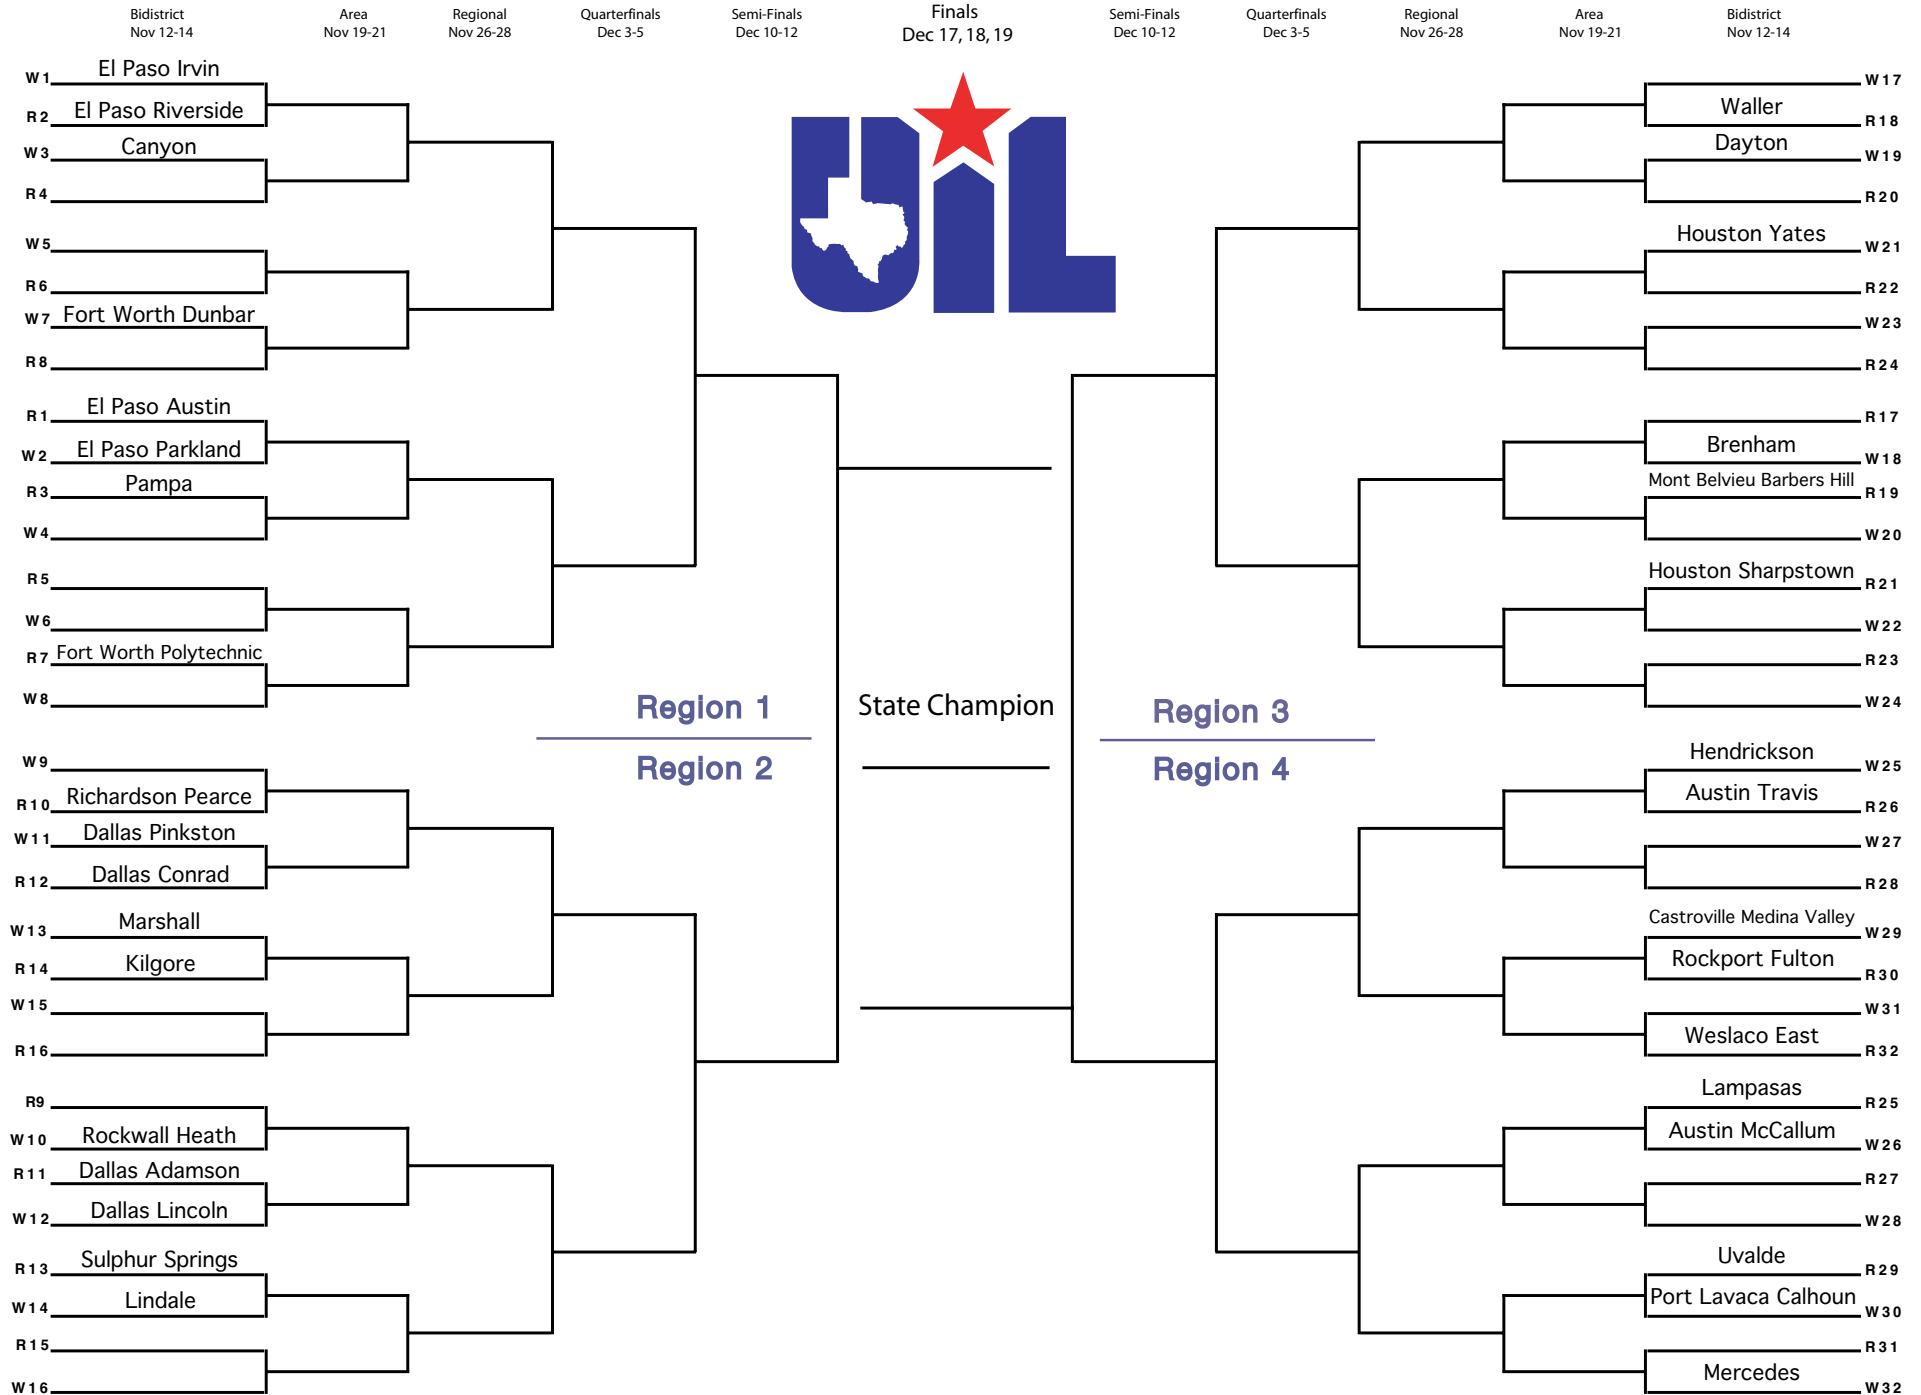 Bidistrict
Nov 12-14
Area
Nov 19-21
Regional
Nov 26-28
Quarterfinals
Dec 3-5
Semi-Finals
Dec 10-12
Finals
Dec 17, 18, 19
Semi-Finals
Dec 10-12
Quarterfinals
Dec 3-5
Regional
Nov 26-28
Area
Nov 19-21
Bidistrict
Nov 12-14
UIL
W1 El Paso Irvin
R2 El Paso Riverside
W3 Canyon
R4
W5
R6
W7 Fort Worth Dunbar
R8
R1 El Paso Austin
W2 El Paso Parkland
R3 Pampa
W4
R5
W6
R7 Fort Worth Polytechnic
W8
Region 1
Region 2
W9
R10 Richardson Pearce
W11 Dallas Pinkston
R12 Dallas Conrad
W13 Marshall
R14 Kilgore
W15
R16
R9
W10 Rockwall Heath
R11 Dallas Adamson
W12 Dallas Lincoln
R13 Sulphur Springs
W14 Lindale
R15
W16
State Champion
W17
Waller R18
Dayton W19
R20
Houston Yates W21
R22
W23
R24
R17
Brenham W18
Mont Belvieu Barbers Hill R19
W20
Houston Sharpstown R21
W22
R23
W24
Region 3
Region 4
Hendrickson W25
Austin Travis R26
W27
R28
Castroville Medina Valley W29
Rockport Fulton R30
W31
Weslaco East R32
Lampasas R25
Austin McCallum W26
R27
W28
Uvalde R29
Port Lavaca Calhoun W30
R31
Mercedes W32